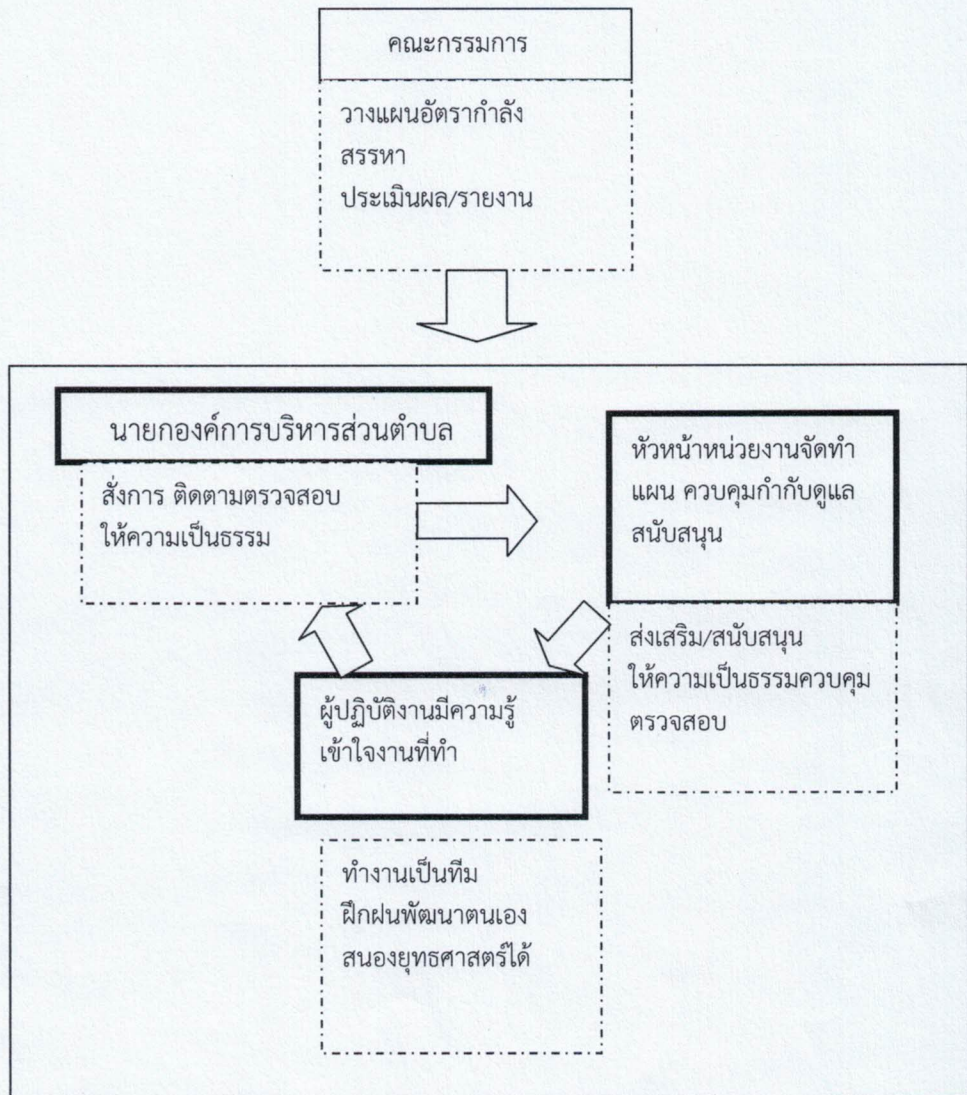 คณะกรรมการ
วางแผนอัตรากำลัง
สรรหา
ประเมินผล/รายงาน
นายกองค์การบริหารส่วนตำบล
สั่งการ ติดตามตรวจสอบ
ให้ความเป็นธรรม
หัวหน้าหน่วยงานจัดทำ
แผน ควบคุมกำกับดูแล
สนับสนุน
ส่งเสริม/สนับสนุน
ให้ความเป็นธรรมควบคุม
ตรวจสอบ
ผู้ปฏิบัติงานมีความรู้
เข้าใจงานที่ทำ
ทำงานเป็นทีม
ฝึกฝนพัฒนาตนเอง
สนองยุทธศาสตร์ได้